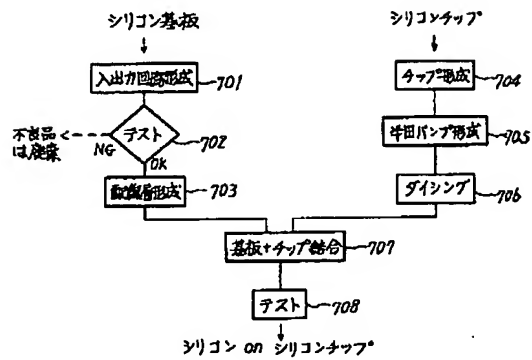 シリコン基板
シリコンチップ
入出力回路形成
701
チップ形成
704
テスト
702
不良品
は廃棄
NG
OK
半田バンプ形成
705
配線層形成
703
ダイシング
706
基板+チップ結合
707
テスト
708
シリコン on シリコンチップ